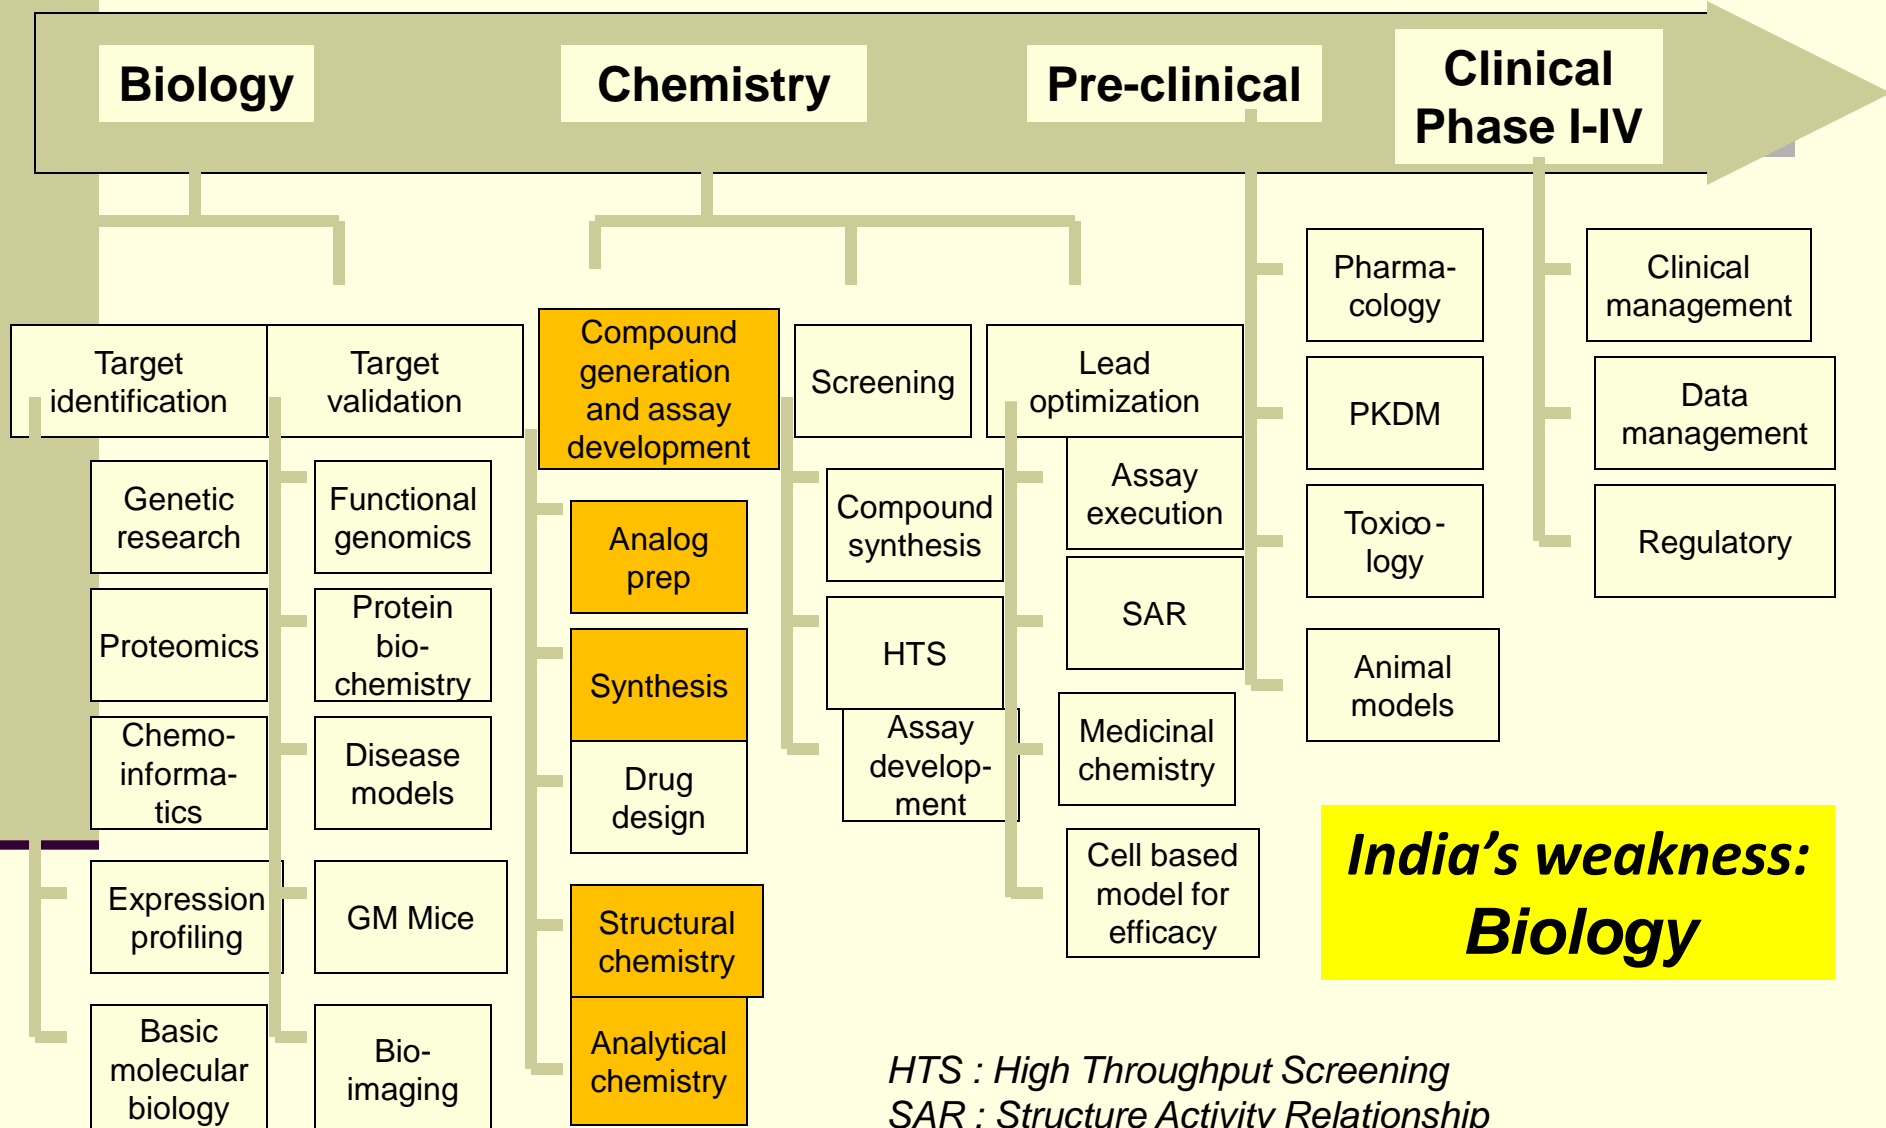 Biology
Chemistry
Pre-clinical
Clinical
Phase I-IV
Target
identification
Genetic
research
Proteomics
Chemo-
informa-
tics
Expression
profiling
Basic
molecular
biology
Target
validation
Functional
genomics
Protein
bio-
chemistry
Disease
models
GM Mice
Bio-
imaging
Compound
generation
and assay
development
Analog
prep
Synthesis
Drug
design
Structural
chemistry
Analytical
chemistry
Screening
Compound
synthesis
HTS
Assay
develop-
ment
Lead
optimization
Assay
execution
SAR
Medicinal
chemistry
Cell based
model for
efficacy
Pharma-
cology
PKDM
Toxico-
logy
Animal
models
Clinical
management
Data
management
Regulatory
India’s weakness:
Biology
HTS : High Throughput Screening
SAR : Structure Activity Relationship